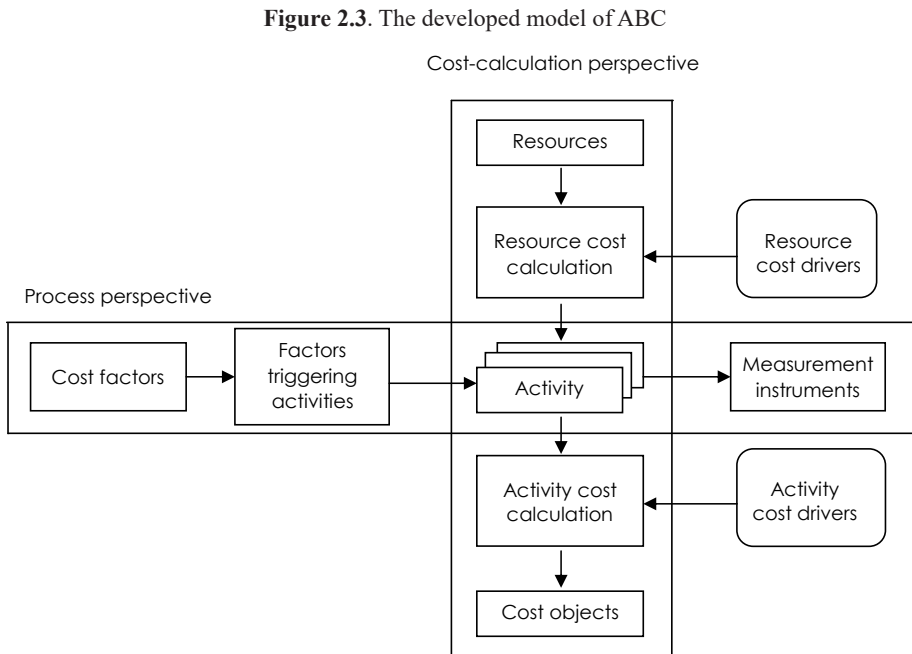 Figure 2.3. The developed model of ABC
Cost-calculation perspective
Resources
Resource cost
calculation
Resource
cost drivers
Process perspective
Cost factors
Factors
triggering
activities
Activity
Measurement
instruments
Activity cost
calculation
Activity
cost drivers
Cost objects